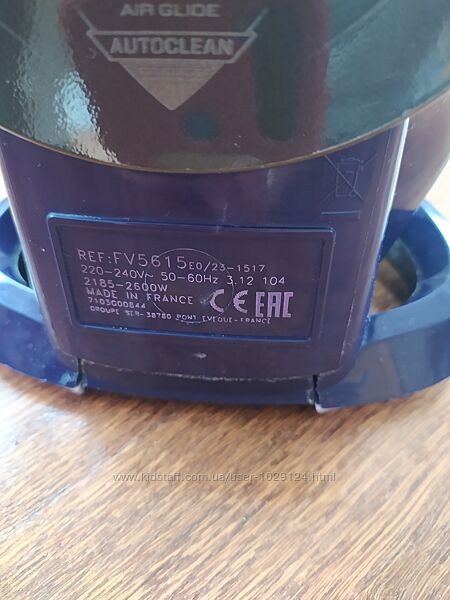 AIR GLIDE
AUTOCLEAN
REF:FV5615E0/23-1517
220-240V~ 50-60Hz 3.12 104
2185-2600W
MADE IN FRANCE
7103C00844
CE EAC
GROUPE SEB-38780 PONT EVEQUE-FRANCE
www.kidstaff.com.ua/user-1029124.html